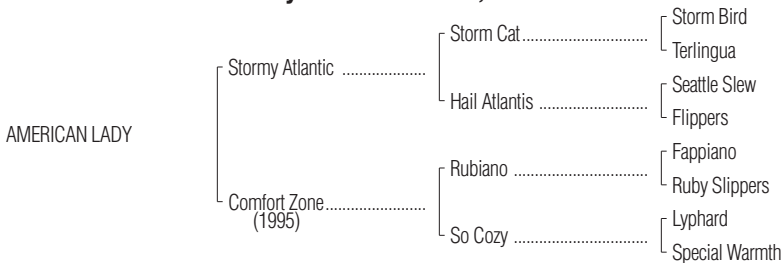 Storm Bird
Storm Cat..................................
Terlingua
Stormy Atlantic .....................
Seattle Slew
Hail Atlantis .............................
Flippers
AMERICAN LADY
Fappiano
Rubiano ...................................
Ruby Slippers
Comfort Zone.........................
(1995)
Lyphard
So Cozy ...................................
Special Warmth